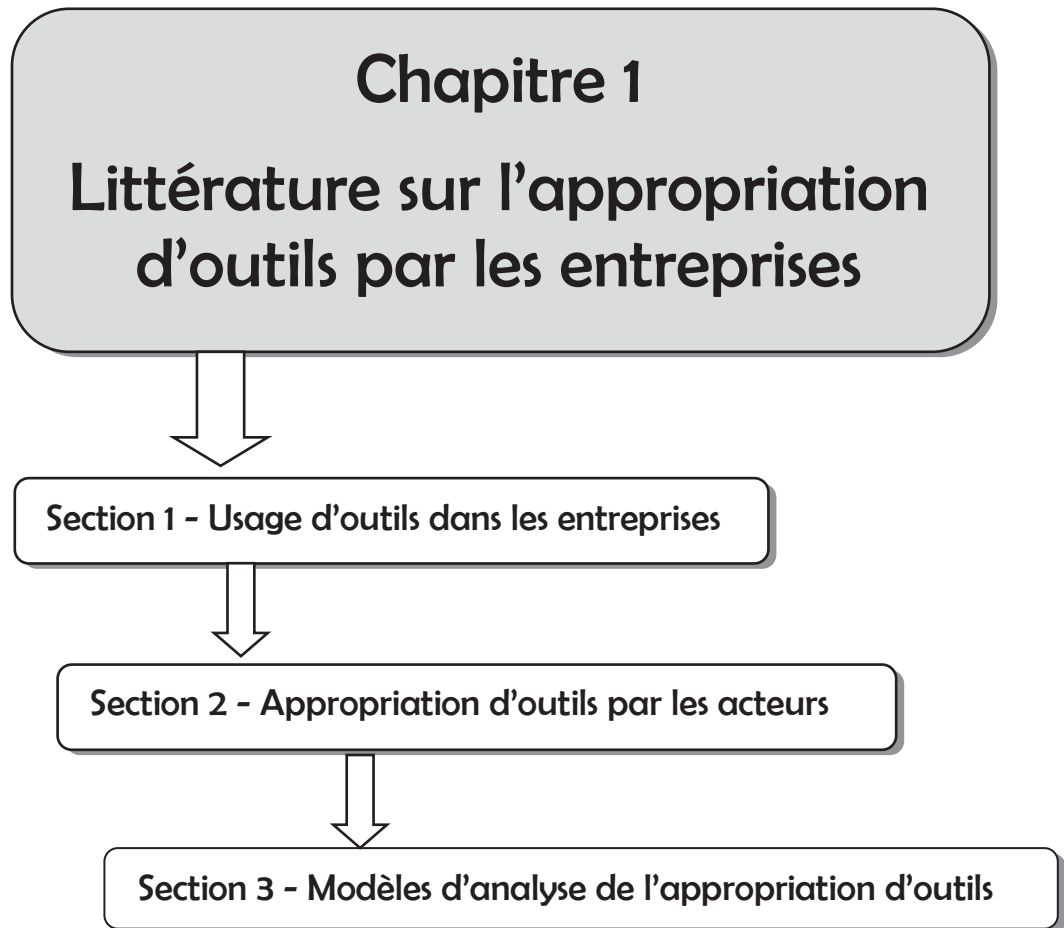 Chapitre 1
Littérature sur l’appropriation
d’outils par les entreprises
Section 1 - Usage d’outils dans les entreprises
Section 2 - Appropriation d’outils par les acteurs
Section 3 - Modèles d’analyse de l’appropriation d’outils